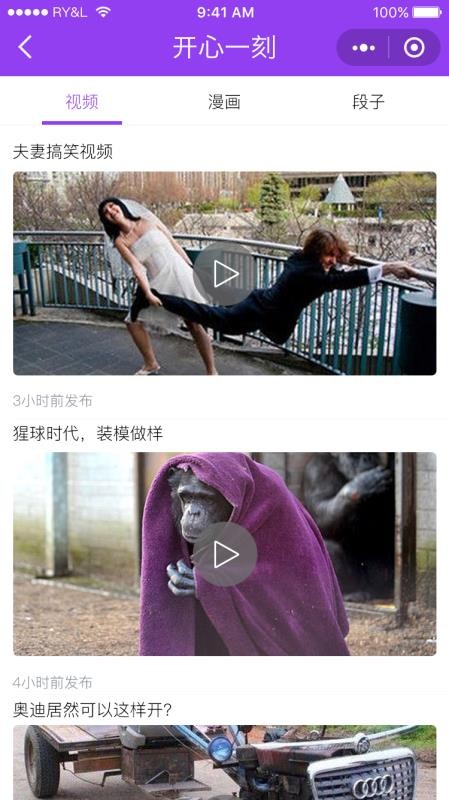 RY&L
9:41 AM
100%
开心一刻
视频
漫画
段子
夫妻搞笑视频
3小时前发布
猩球时代，装模做样
4小时前发布
奥迪居然可以这样开？